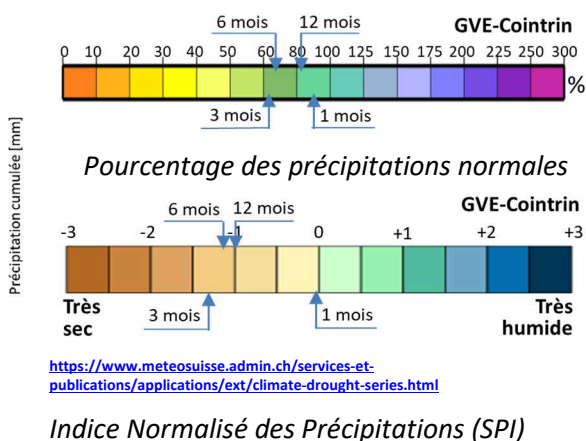 6 mois 12 mois GVE-Cointrin
0 10 20 30 40 50 60 80 100 125 150 175 200 225 250 300
%
3 mois 1 mois
Précipitation cumulée [mm]
Pourcentage des précipitations normales
6 mois 12 mois GVE-Cointrin
-3 -2 -1 0 +1 +2 +3
Très sec
3 mois 1 mois
Très humide
https://www.meteosuisse.admin.ch/services-et-
publications/applications/ext/climate-drought-series.html
Indice Normalisé des Précipitations (SPI)